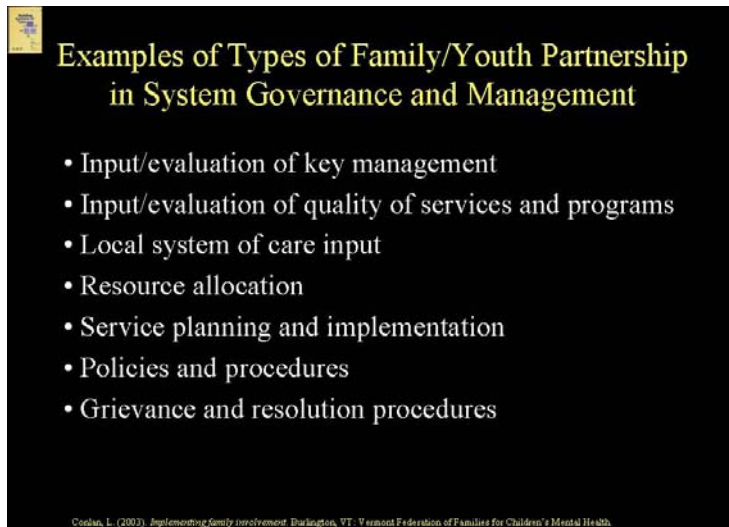 Examples of Types of Family/Youth Partnership
in System Governance and Management
• Input/evaluation of key management
• Input/evaluation of quality of services and programs
• Local system of care input
• Resource allocation
• Service planning and implementation
• Policies and procedures
• Grievance and resolution procedures
Conlan, L. (2003). Implementing family involvement. Burlington, VT: Vermont Federation of Families for Children's Mental Health.